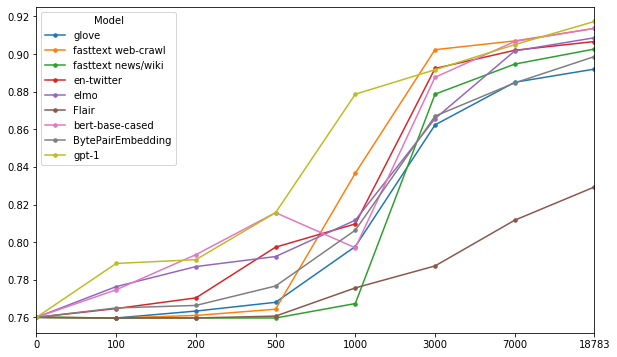 0.92
0.90
0.88
0.86
0.84
0.82
0.80
0.78
0.76
Model
glove
fasttext web-crawl
fasttext news/wiki
en-twitter
elmo
Flair
bert-base-cased
BytePairEmbedding
gpt-1
0 100 200 500 1000 3000 7000 18783